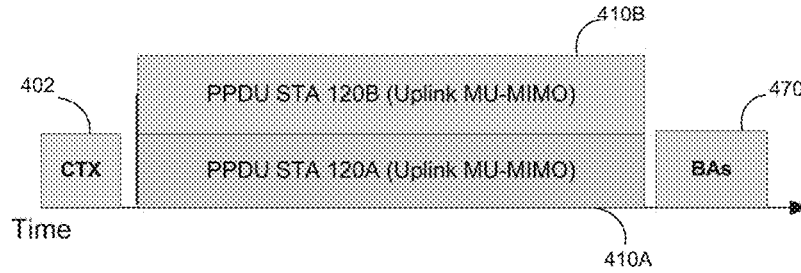 410B
402
PPDU STA 120B (Uplink MU-MIMO)
470
CTX
PPDU STA 120A (Uplink MU-MIMO)
BAs
Time
410A